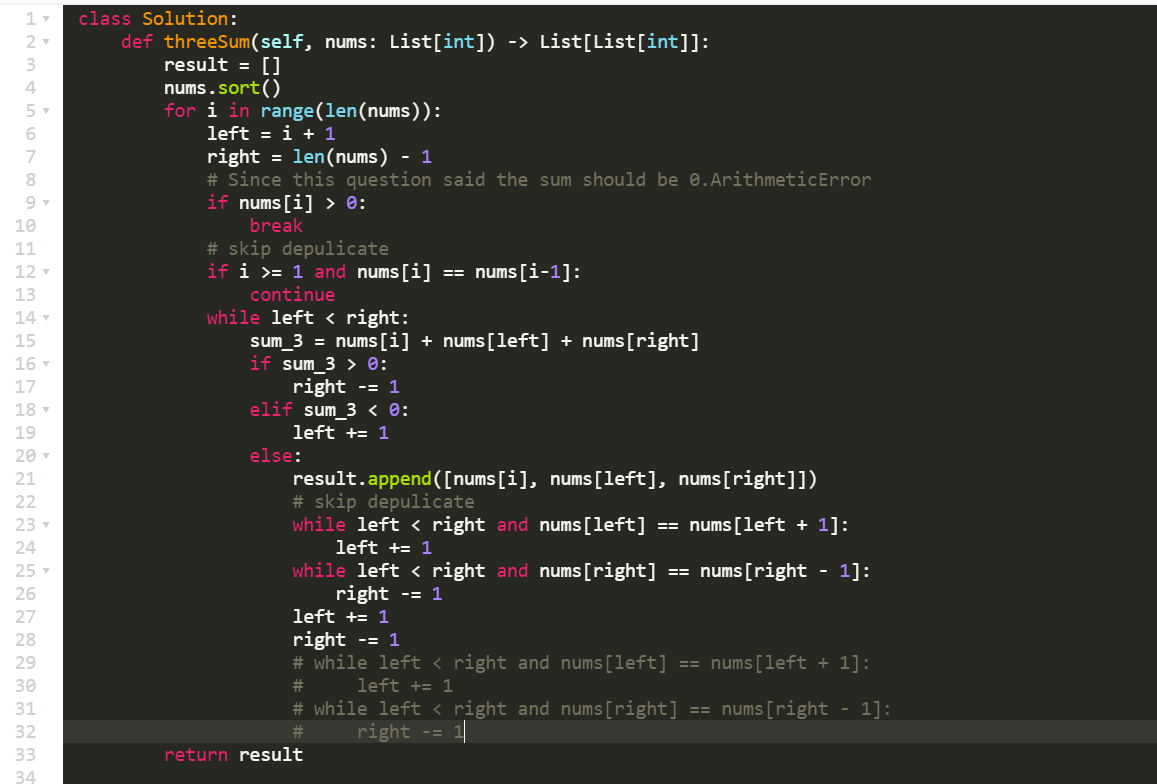 1 class Solution:
2     def threeSum(self, nums: List[int]) -> List[List[int]]:
3         result = []
4         nums.sort()
5         for i in range(len(nums)):
6             left = i + 1
7             right = len(nums) - 1
8             # Since this question said the sum should be 0.ArithmeticError
9             if nums[i] > 0:
10                 break
11             # skip depulicate
12             if i >= 1 and nums[i] == nums[i-1]:
13                 continue
14             while left < right:
15                 sum_3 = nums[i] + nums[left] + nums[right]
16                 if sum_3 > 0:
17                     right -= 1
18                 elif sum_3 < 0:
19                     left += 1
20                 else:
21                     result.append([nums[i], nums[left], nums[right]])
22                     # skip depulicate
23                     while left < right and nums[left] == nums[left + 1]:
24                         left += 1
25                     while left < right and nums[right] == nums[right - 1]:
26                         right -= 1
27                     left += 1
28                     right -= 1
29                     # while left < right and nums[left] == nums[left + 1]:
30                     #     left += 1
31                     # while left < right and nums[right] == nums[right - 1]:
32                     #     right -= 1
33         return result
34